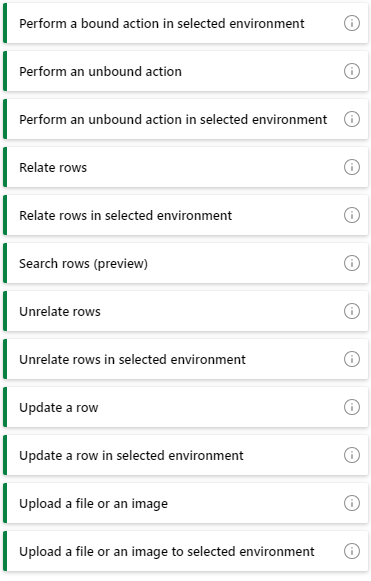 Perform a bound action in selected environment
Perform an unbound action
Perform an unbound action in selected environment
Relate rows
Relate rows in selected environment
Search rows (preview)
Unrelate rows
Unrelate rows in selected environment
Update a row
Update a row in selected environment
Upload a file or an image
Upload a file or an image to selected environment